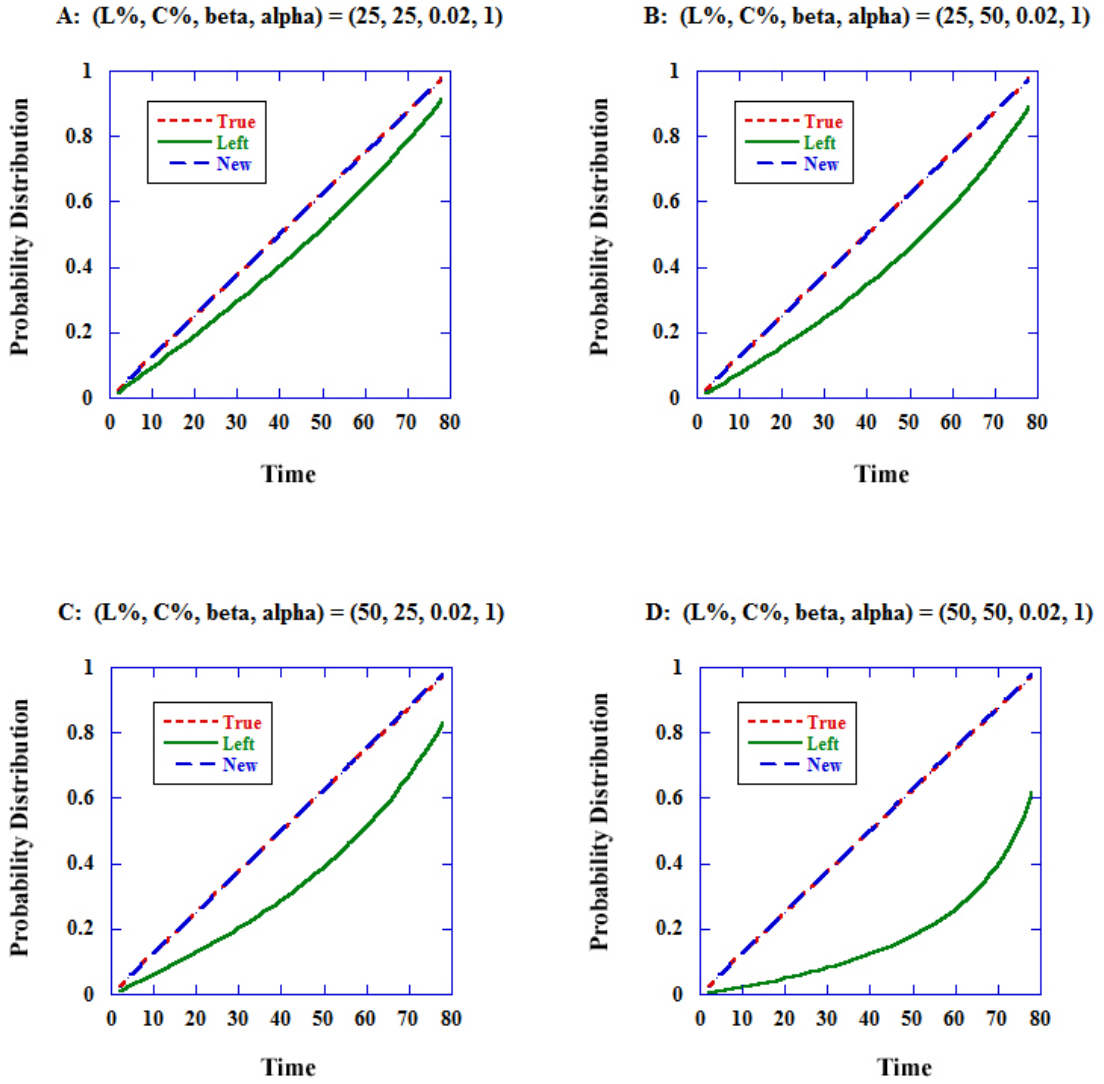 A: (L%, C%, beta, alpha) = (25, 25, 0.02, 1)
Probability Distribution
1
0.8
0.6
0.4
0.2
0
True
Left
New
0 10 20 30 40 50 60 70 80
Time
B: (L%, C%, beta, alpha) = (25, 50, 0.02, 1)
Probability Distribution
1
0.8
0.6
0.4
0.2
0
True
Left
New
0 10 20 30 40 50 60 70 80
Time
C: (L%, C%, beta, alpha) = (50, 25, 0.02, 1)
Probability Distribution
1
0.8
0.6
0.4
0.2
0
True
Left
New
0 10 20 30 40 50 60 70 80
Time
D: (L%, C%, beta, alpha) = (50, 50, 0.02, 1)
Probability Distribution
1
0.8
0.6
0.4
0.2
0
True
Left
New
0 10 20 30 40 50 60 70 80
Time